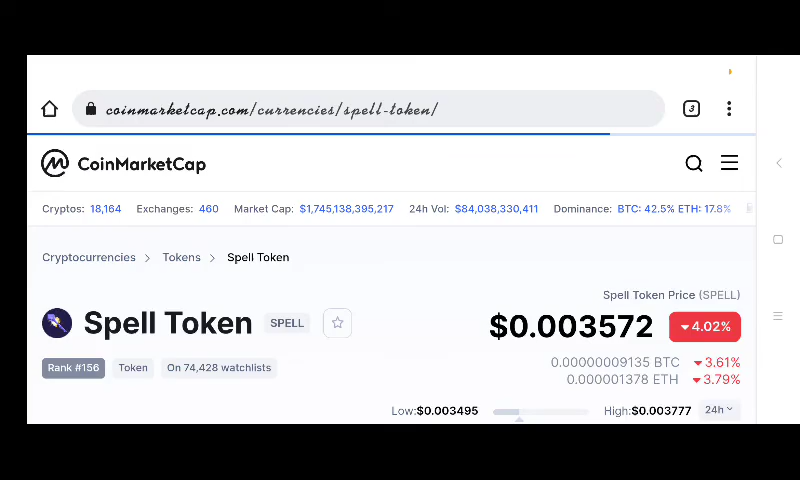 coinmarketcap.com/currencies/spell-token/
3
CoinMarketCap
Cryptos: 18,164 Exchanges: 460 Market Cap: $1,745,138,395,217 24h Vol: $84,038,330,411 Dominance: BTC: 42.5% ETH: 17.8%
Cryptocurrencies > Tokens > Spell Token
Spell Token Price (SPELL)
Spell Token SPELL $0.003572 4.02%
0.00000009135 BTC 3.61%
Rank #156 Token On 74,428 watchlists
0.000001378 ETH 3.79%
Low:$0.003495 High:$0.003777 24h